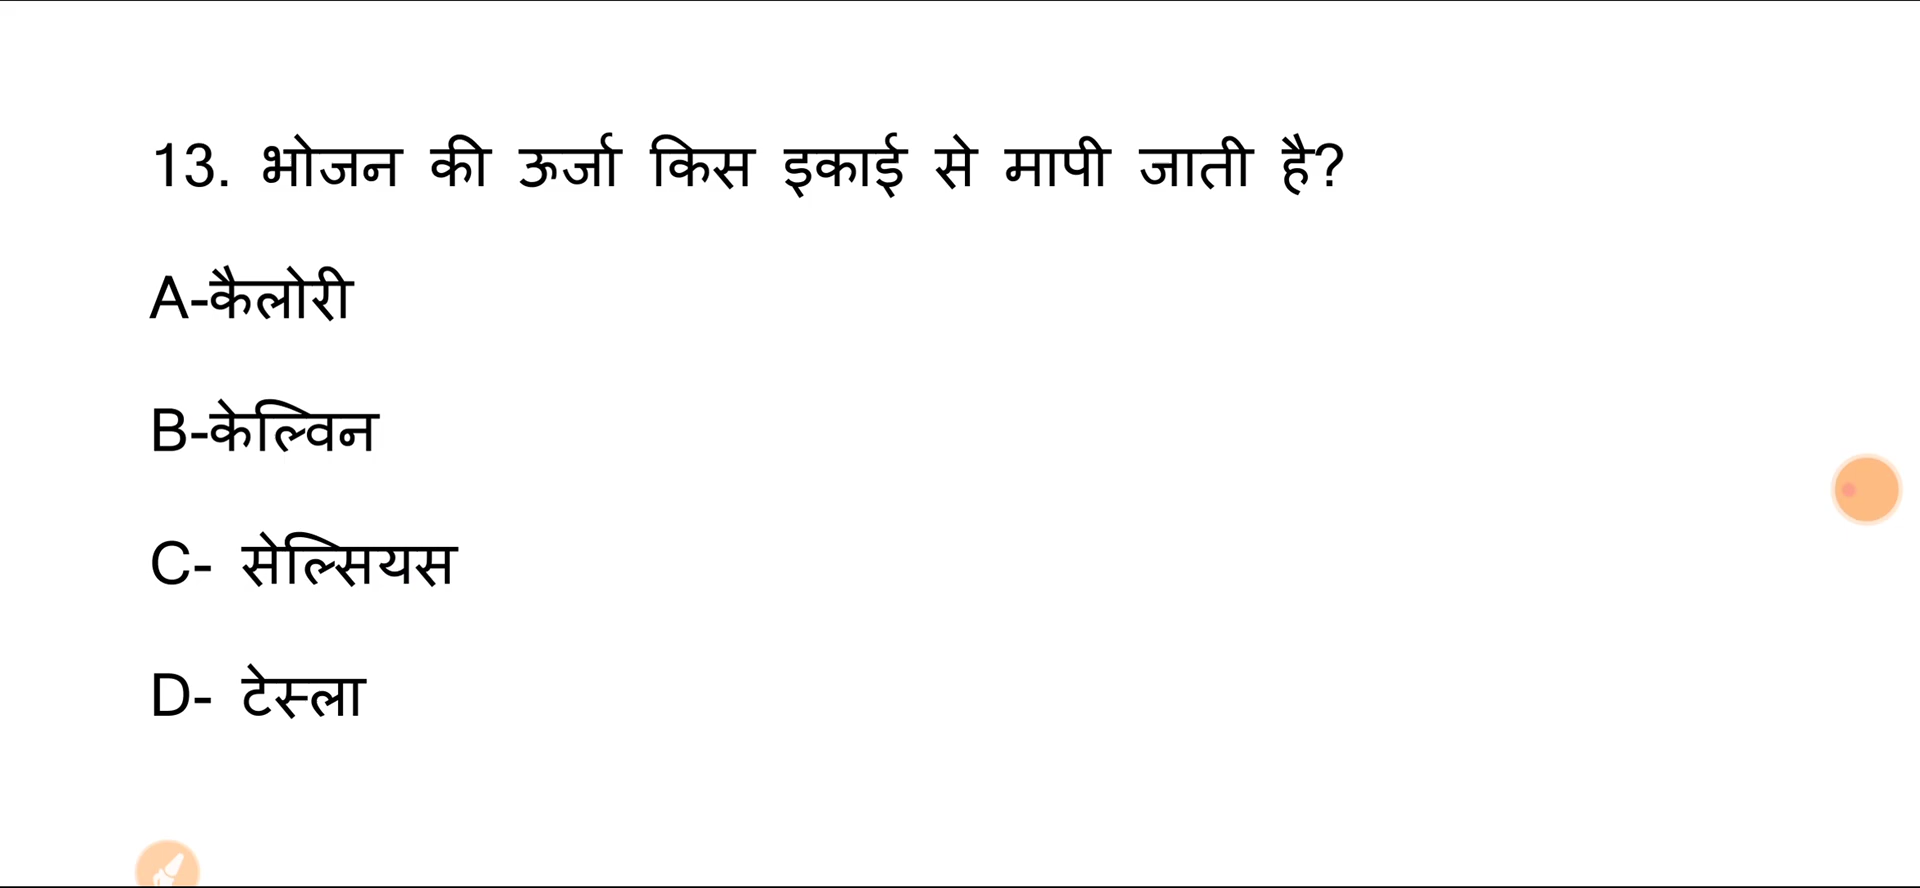 13. भोजन की ऊर्जा किस इकाई से मापी जाती है?
A-कैलोरी
B-केल्विन
C- सेल्सियस
D- टेस्ला